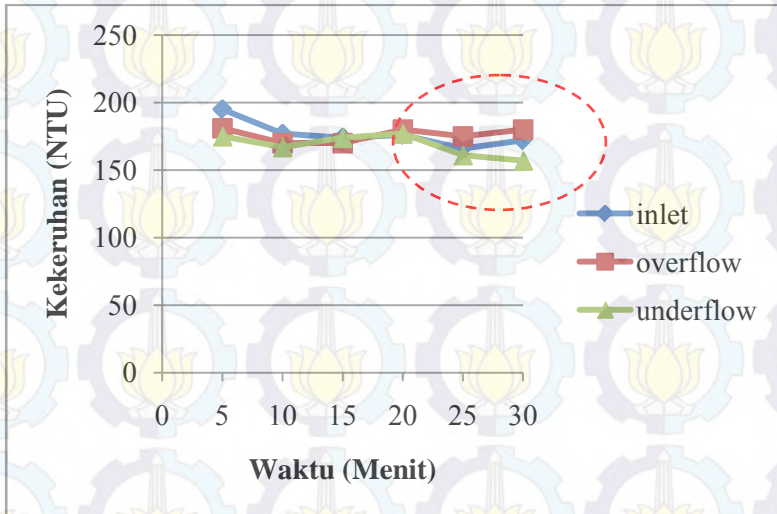 250
200
150
100
50
0
Kekeruhan (NTU)
0 5 10 15 20 25 30
Waktu (Menit)
inlet
overflow
underflow